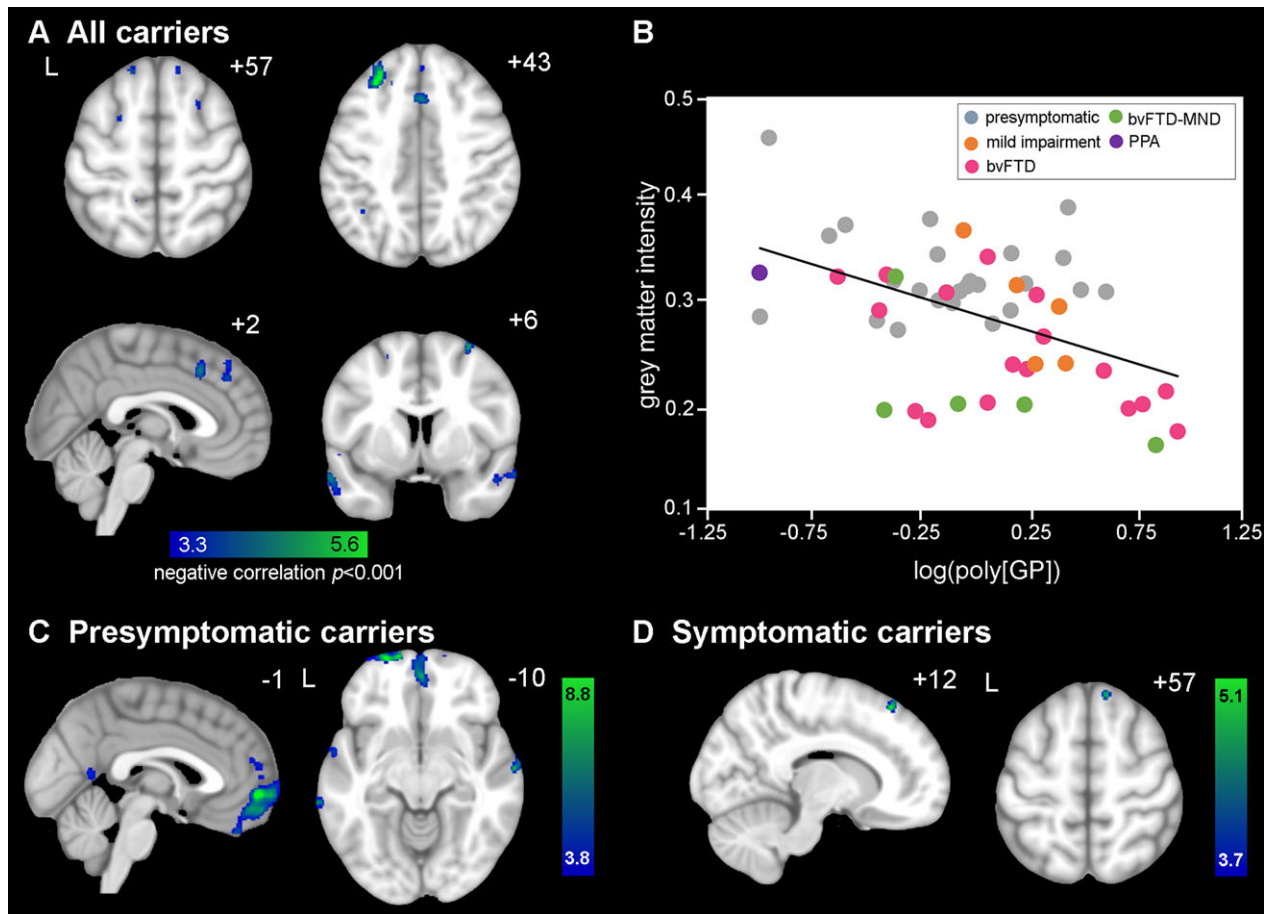 A All carriers
L
+57
+43
+2
+6
3.3 5.6
negative correlation p<0.001
B
0.5
0.4
0.3
0.2
0.1
grey matter intensity
presymptomatic
mild impairment
bvFTD
bvFTD-MND
PPA
-1.25 -0.75 -0.25 0.25 0.75 1.25
log(poly[GP])
C Presymptomatic carriers
-1
L
-10
8.8
3.8
D Symptomatic carriers
+12
L
+57
5.1
3.7